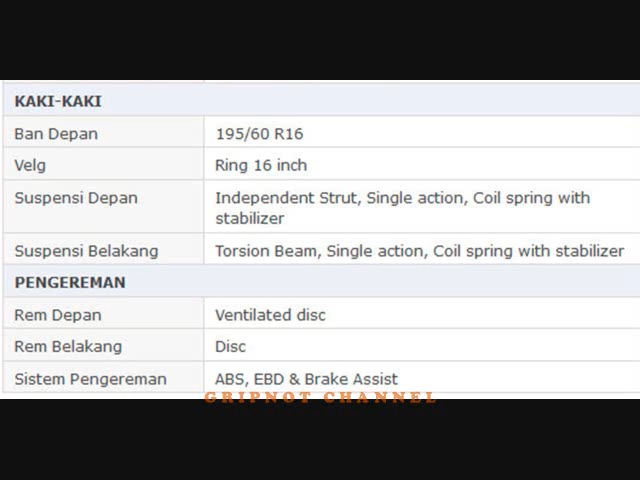 KAKI-KAKI
Ban Depan 195/60 R16
Velg Ring 16 inch
Suspensi Depan Independent Strut, Single action, Coil spring with
stabilizer
Suspensi Belakang Torsion Beam, Single action, Coil spring with stabilizer
PENGEREMAN
Rem Depan Ventilated disc
Rem Belakang Disc
Sistem Pengereman ABS, EBD & Brake Assist
GRIPNOT CHANNEL